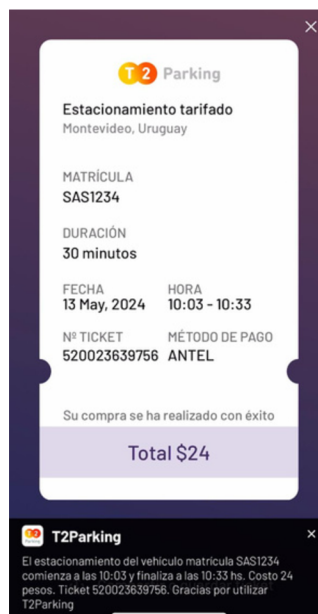 T2 Parking
Estacionamiento tarifado
Montevideo, Uruguay
MATRÍCULA
SAS1234
DURACIÓN
30 minutos
FECHA HORA
13 May, 2024 10:03 - 10:33
Nº TICKET MÉTODO DE PAGO
520023639756 ANTEL
Su compra se ha realizado con éxito
Total $24
T2Parking
El estacionamiento del vehículo matrícula SAS1234
comienza a las 10:03 y finaliza a las 10:33 hs. Costo 24
pesos. Ticket 520023639756. Gracias por utilizar
T2Parking